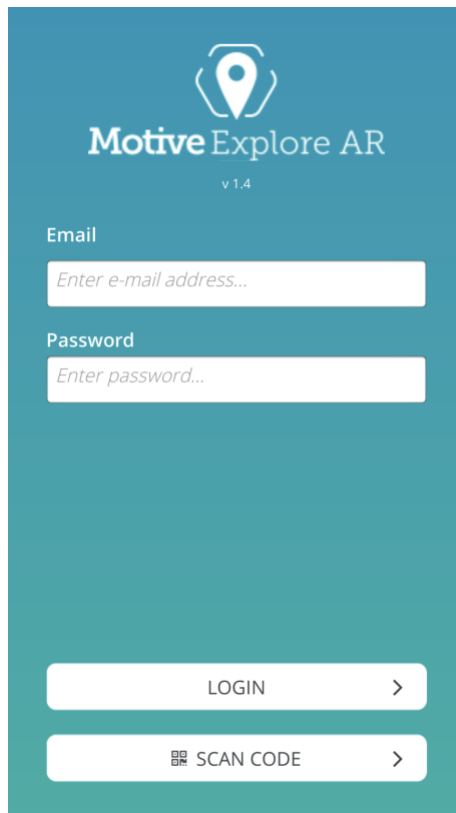 Motive Explore AR
v 1.4
Email
Enter e-mail address...
Password
Enter password...
LOGIN
SCAN CODE